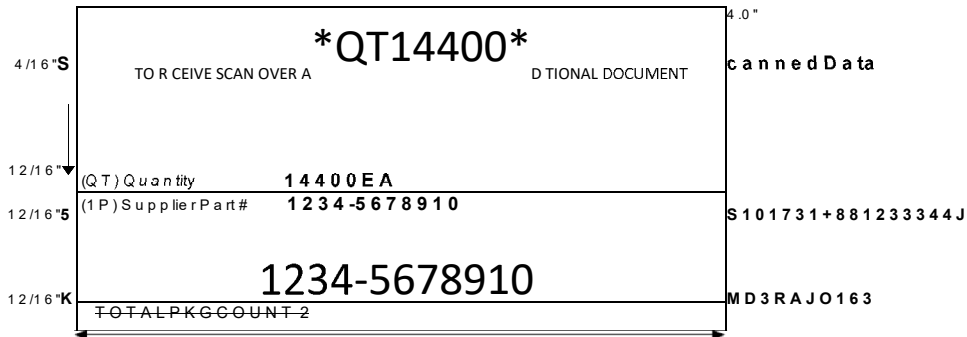 4.0"
*QT14400*
4/16"S
TO R CEIVE SCAN OVER A D TIONAL DOCUMENT
cannedData
12/16"
(QT)Quantity 14400EA
12/16"5
(1P)SupplierPart# 1234-5678910
S101731+881233344J
1234-5678910
12/16"K
MD3RAJO163
TOTALPKGCOUNT 2